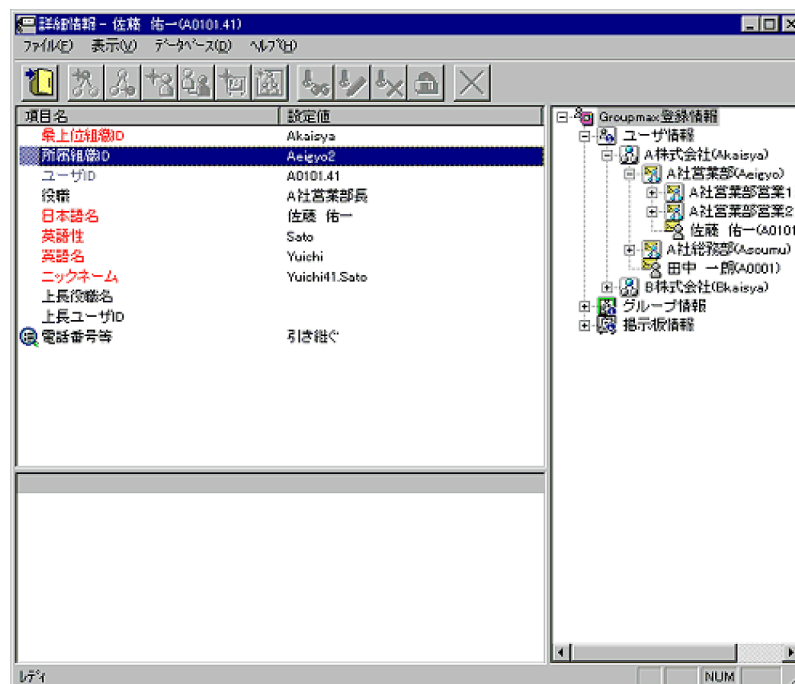 詳細情報 - 佐藤 佑一(A0101.41)
ファイル(F) 表示(V) データベース(D) ヘルプ(H)
項目名 設定値
最上位組織ID Akaisya
所属組織ID Aeigyo2
ユーザID A0101.41
役職 A社営業部長
日本語名 佐藤 佑一
英語性 Sato
英語名 Yuichi
ニックネーム Yuichi41.Sato
上長役職名
上長ユーザID
電話番号等 引き継ぐ
Groupmax登録情報
ユーザ情報
A株式会社(Akaisya)
A社営業部(Aeigyo)
A社営業部営業1
A社営業部営業2
佐藤 佑一(A0101
A社総務部(Asoumu)
田中 一朗(A0001)
B株式会社(Bkaisya)
グループ情報
掲示板情報
レディ NUM